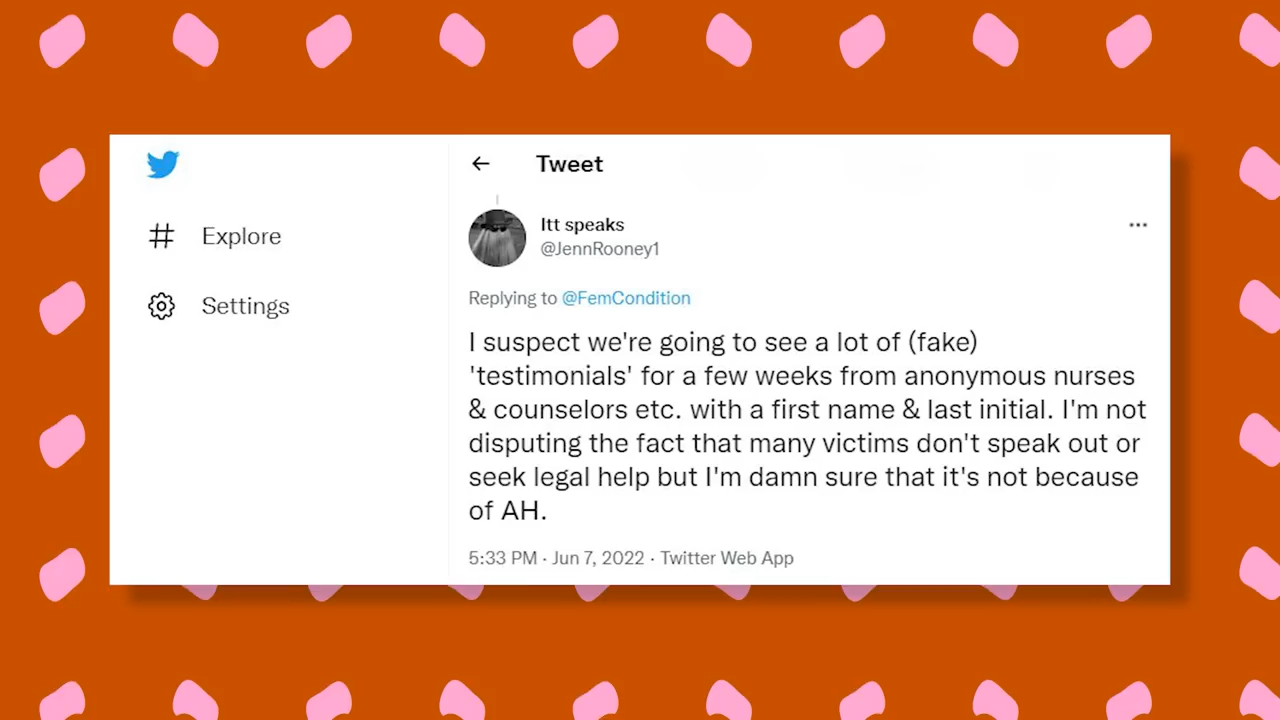 Tweet
Explore
Settings
Itt speaks
@JennRooney1
Replying to @FemCondition
I suspect we're going to see a lot of (fake)
'testimonials' for a few weeks from anonymous nurses
& counselors etc. with a first name & last initial. I'm not
disputing the fact that many victims don't speak out or
seek legal help but I'm damn sure that it's not because
of AH.
5:33 PM · Jun 7, 2022 · Twitter Web App